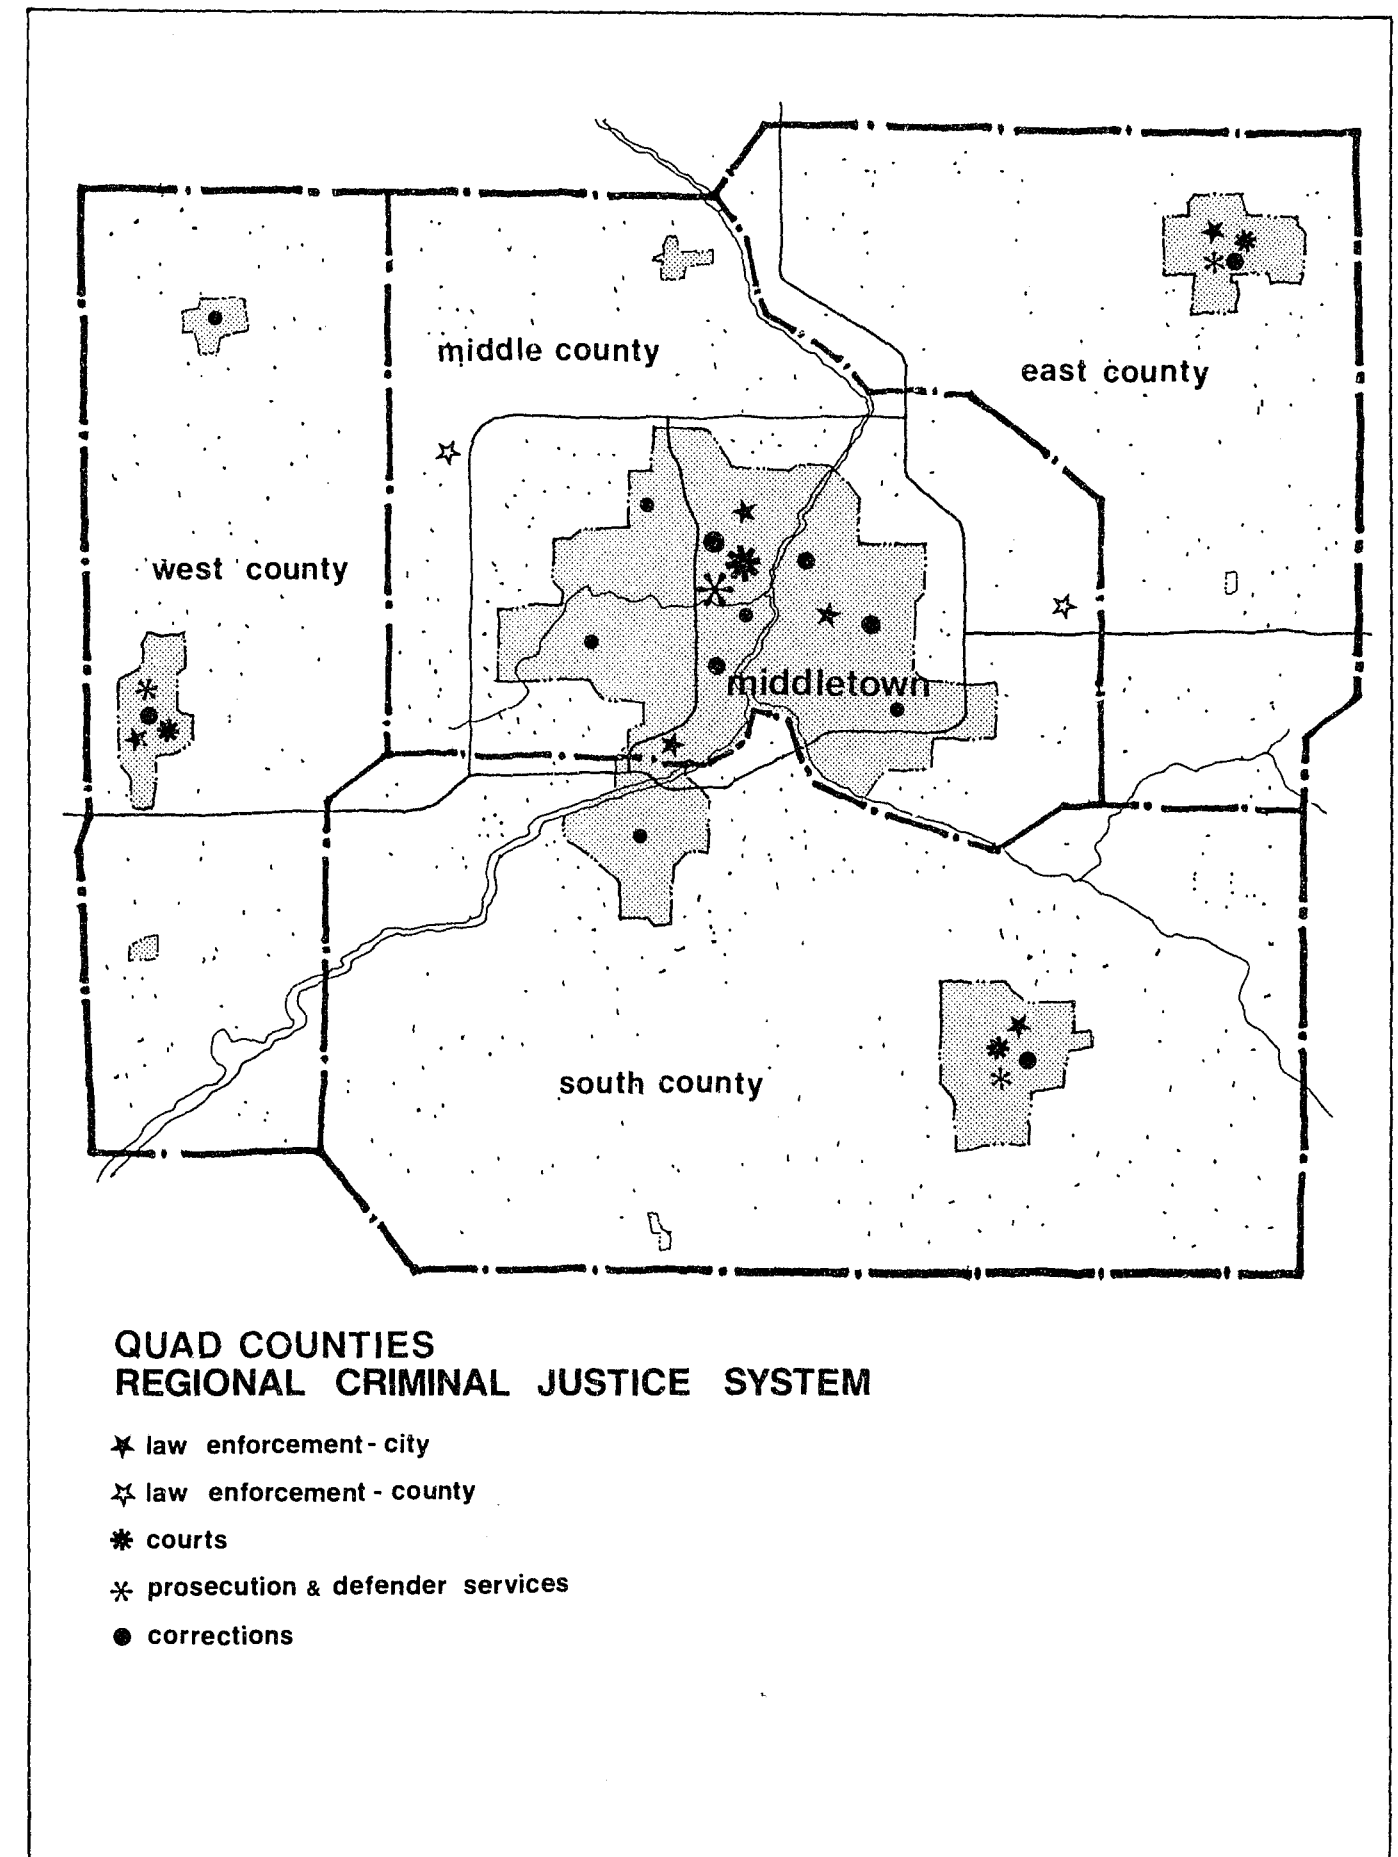 middle county
east county
west county
middletown
south county
QUAD COUNTIES
REGIONAL CRIMINAL JUSTICE SYSTEM
law enforcement - city
law enforcement - county
courts
prosecution & defender services
corrections